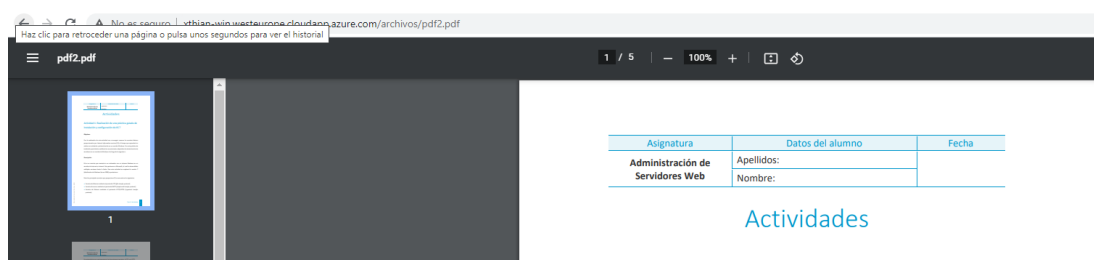 No es seguro | xthian-win.westeurope.cloudapp.azure.com/archivos/pdf2.pdf
Haz clic para retroceder una página o pulsa unos segundos para ver el historial
pdf2.pdf
1 / 5 | − 100% + |
Asignatura Datos del alumno Fecha
Administración de Servidores Web
Apellidos:
Nombre:
Actividades
1